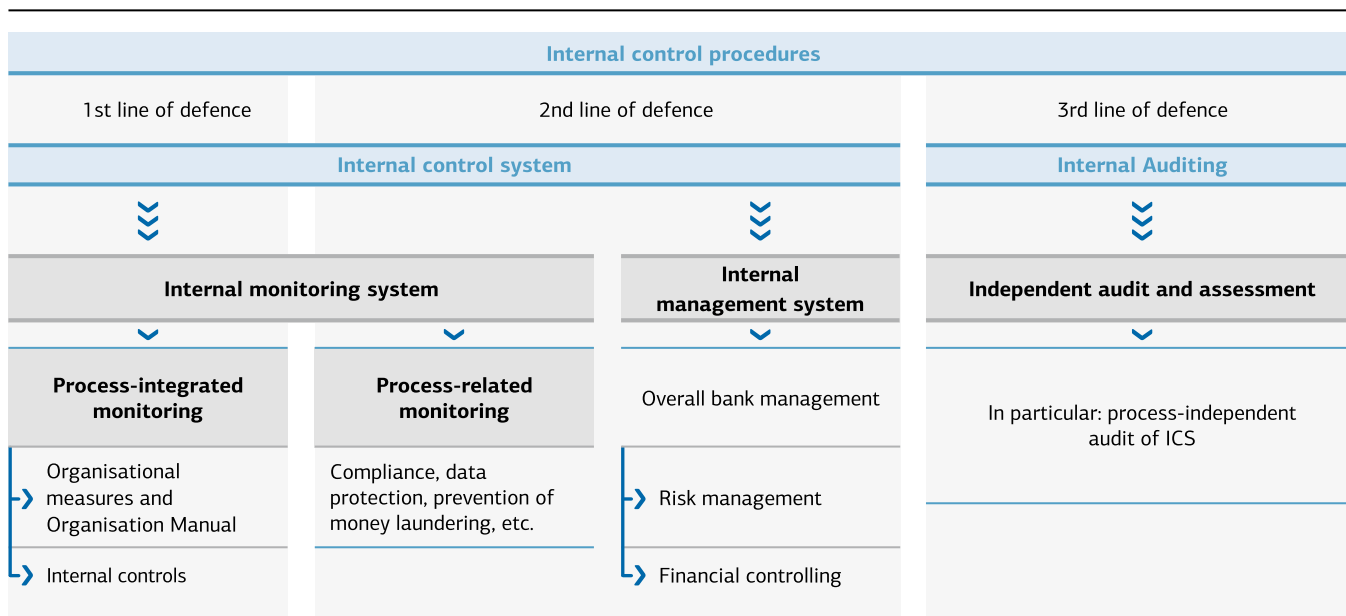 Internal control procedures
1st line of defence
2nd line of defence
3rd line of defence
Internal control system
Internal Auditing
Internal monitoring system
Internal
management system
Independent audit and assessment
Process-integrated
monitoring
Process-related
monitoring
Overall bank management
In particular: process-independent
audit of ICS
Organisational
measures and
Organisation Manual
Compliance, data
protection, prevention of
money laundering, etc.
Risk management
Internal controls
Financial controlling